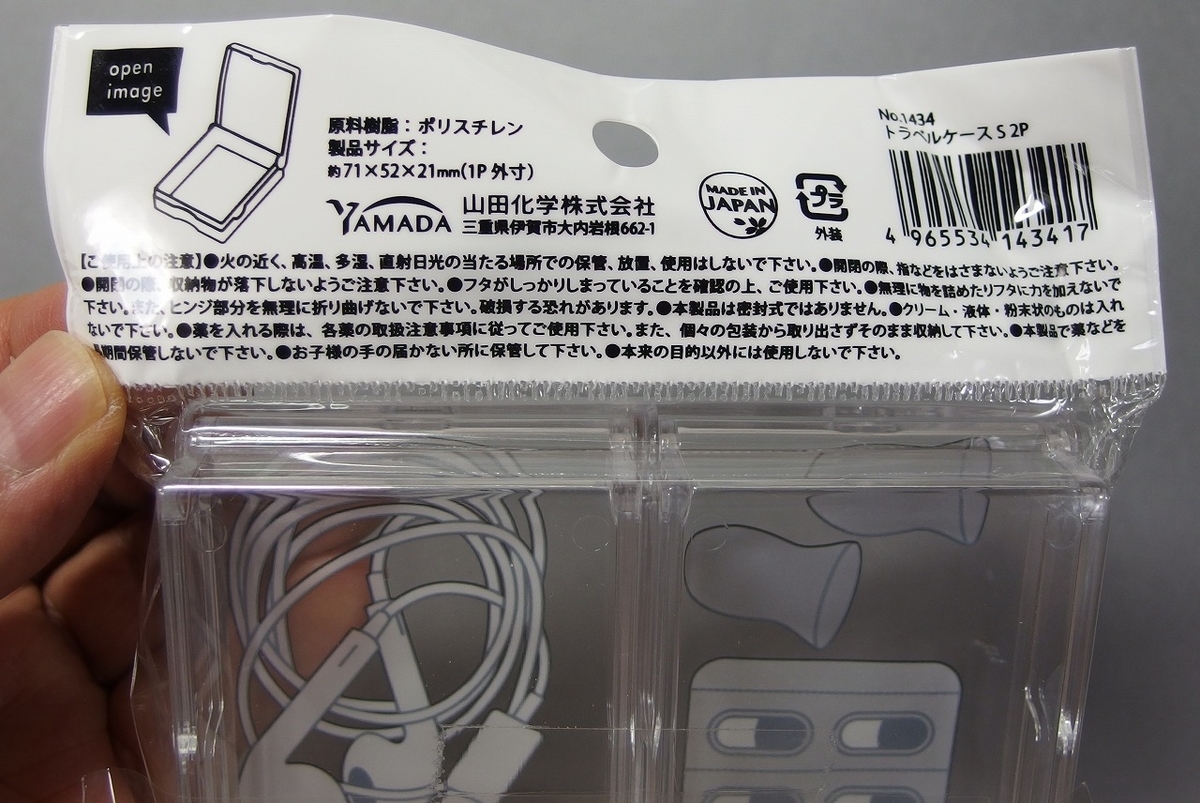 open
image
原料樹脂：ポリスチレン
製品サイズ：
約71×52×21mm(1P 外寸)
YAMADA 山田化学株式会社
三重県伊賀市大内岩根662-1
MADE IN
JAPAN
プラ
外装
No.1434
トラベルケースS 2P
4 965534 143417
【ご使用上の注意】●火の近く、高温、多湿、直射日光の当たる場所での保管、放置、使用はしないで下さい。●開閉の際、指などをはさまないようご注意下さい。
●開閉の際、収納物が落下しないようご注意下さい。●フタがしっかりしまっていることを確認の上、ご使用下さい。●無理に物を詰めたりフタに力を加えないで
下さい。また、ヒンジ部分を無理に折り曲げないで下さい。破損する恐れがあります。●本製品は密封式ではありません。●クリーム・液体・粉末状のものは入れ
ないで下さい。●薬を入れる際は、各薬の取扱注意事項に従ってご使用下さい。また、個々の包装から取り出さずそのまま収納して下さい。●本製品で薬などを
期間保管しないで下さい。●お子様の手の届かない所に保管して下さい。●本来の目的以外には使用しないで下さい。